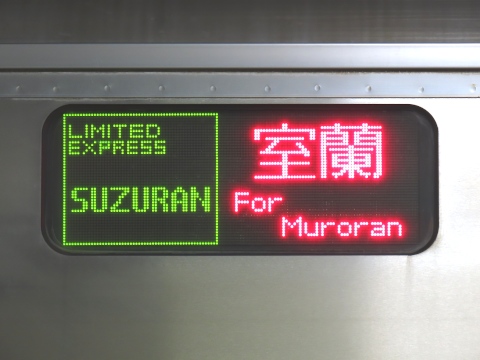 LIMITED
EXPRESS
SUZURAN
室蘭
For
Muroran